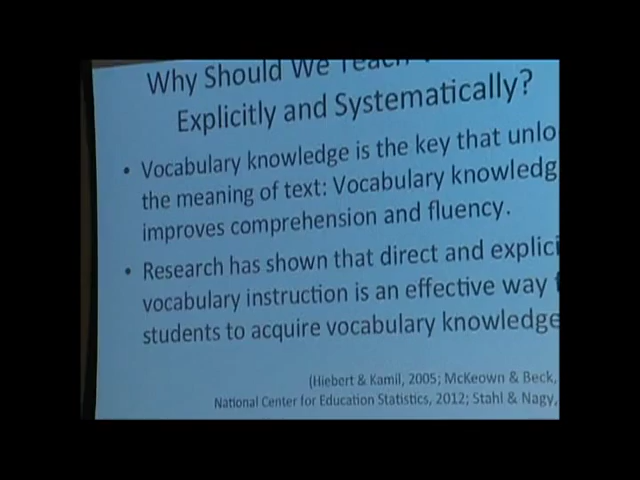 Why Should We Teach
Explicitly and Systematically?
• Vocabulary knowledge is the key that unlo
the meaning of text: Vocabulary knowledg
improves comprehension and fluency.
• Research has shown that direct and explici
vocabulary instruction is an effective way
students to acquire vocabulary knowledge
(Hiebert & Kamil, 2005; McKeown & Beck,
National Center for Education Statistics, 2012; Stahl & Nagy,